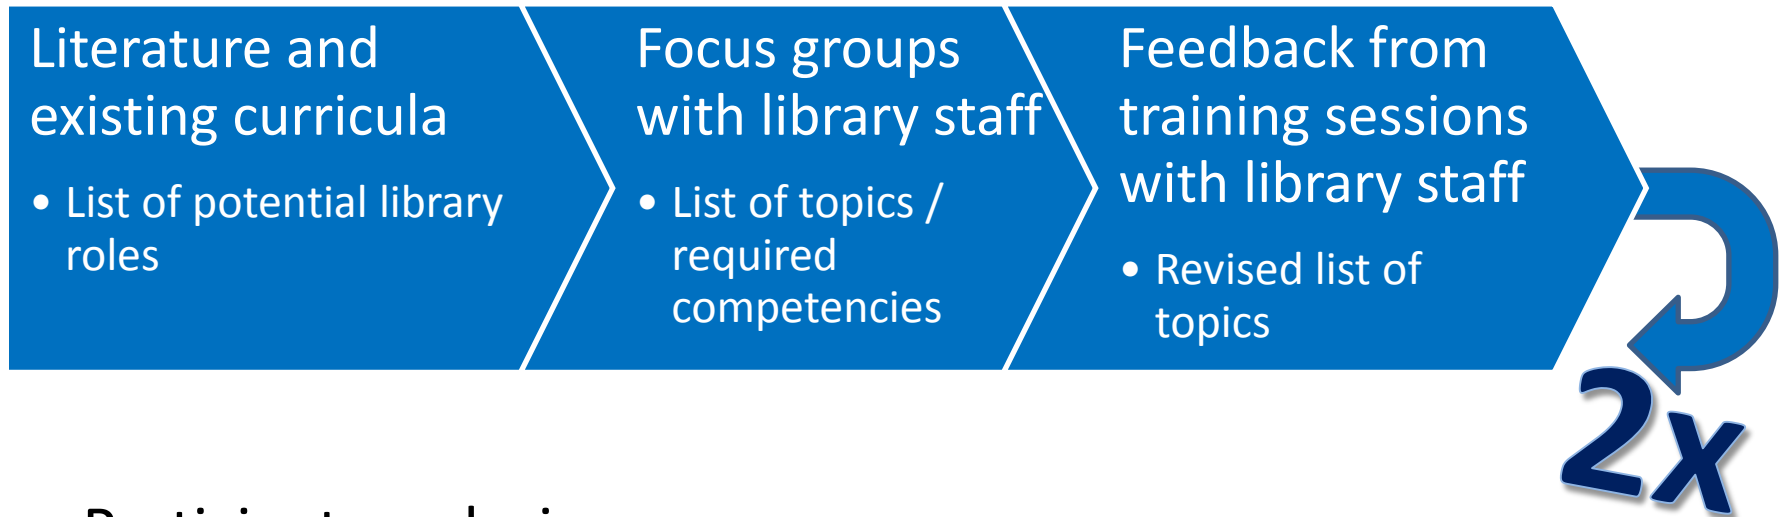 Literature and
existing curricula
• List of potential library
roles
Focus groups
with library staff
• List of topics /
required
competencies
Feedback from
training sessions
with library staff
• Revised list of
topics
2x